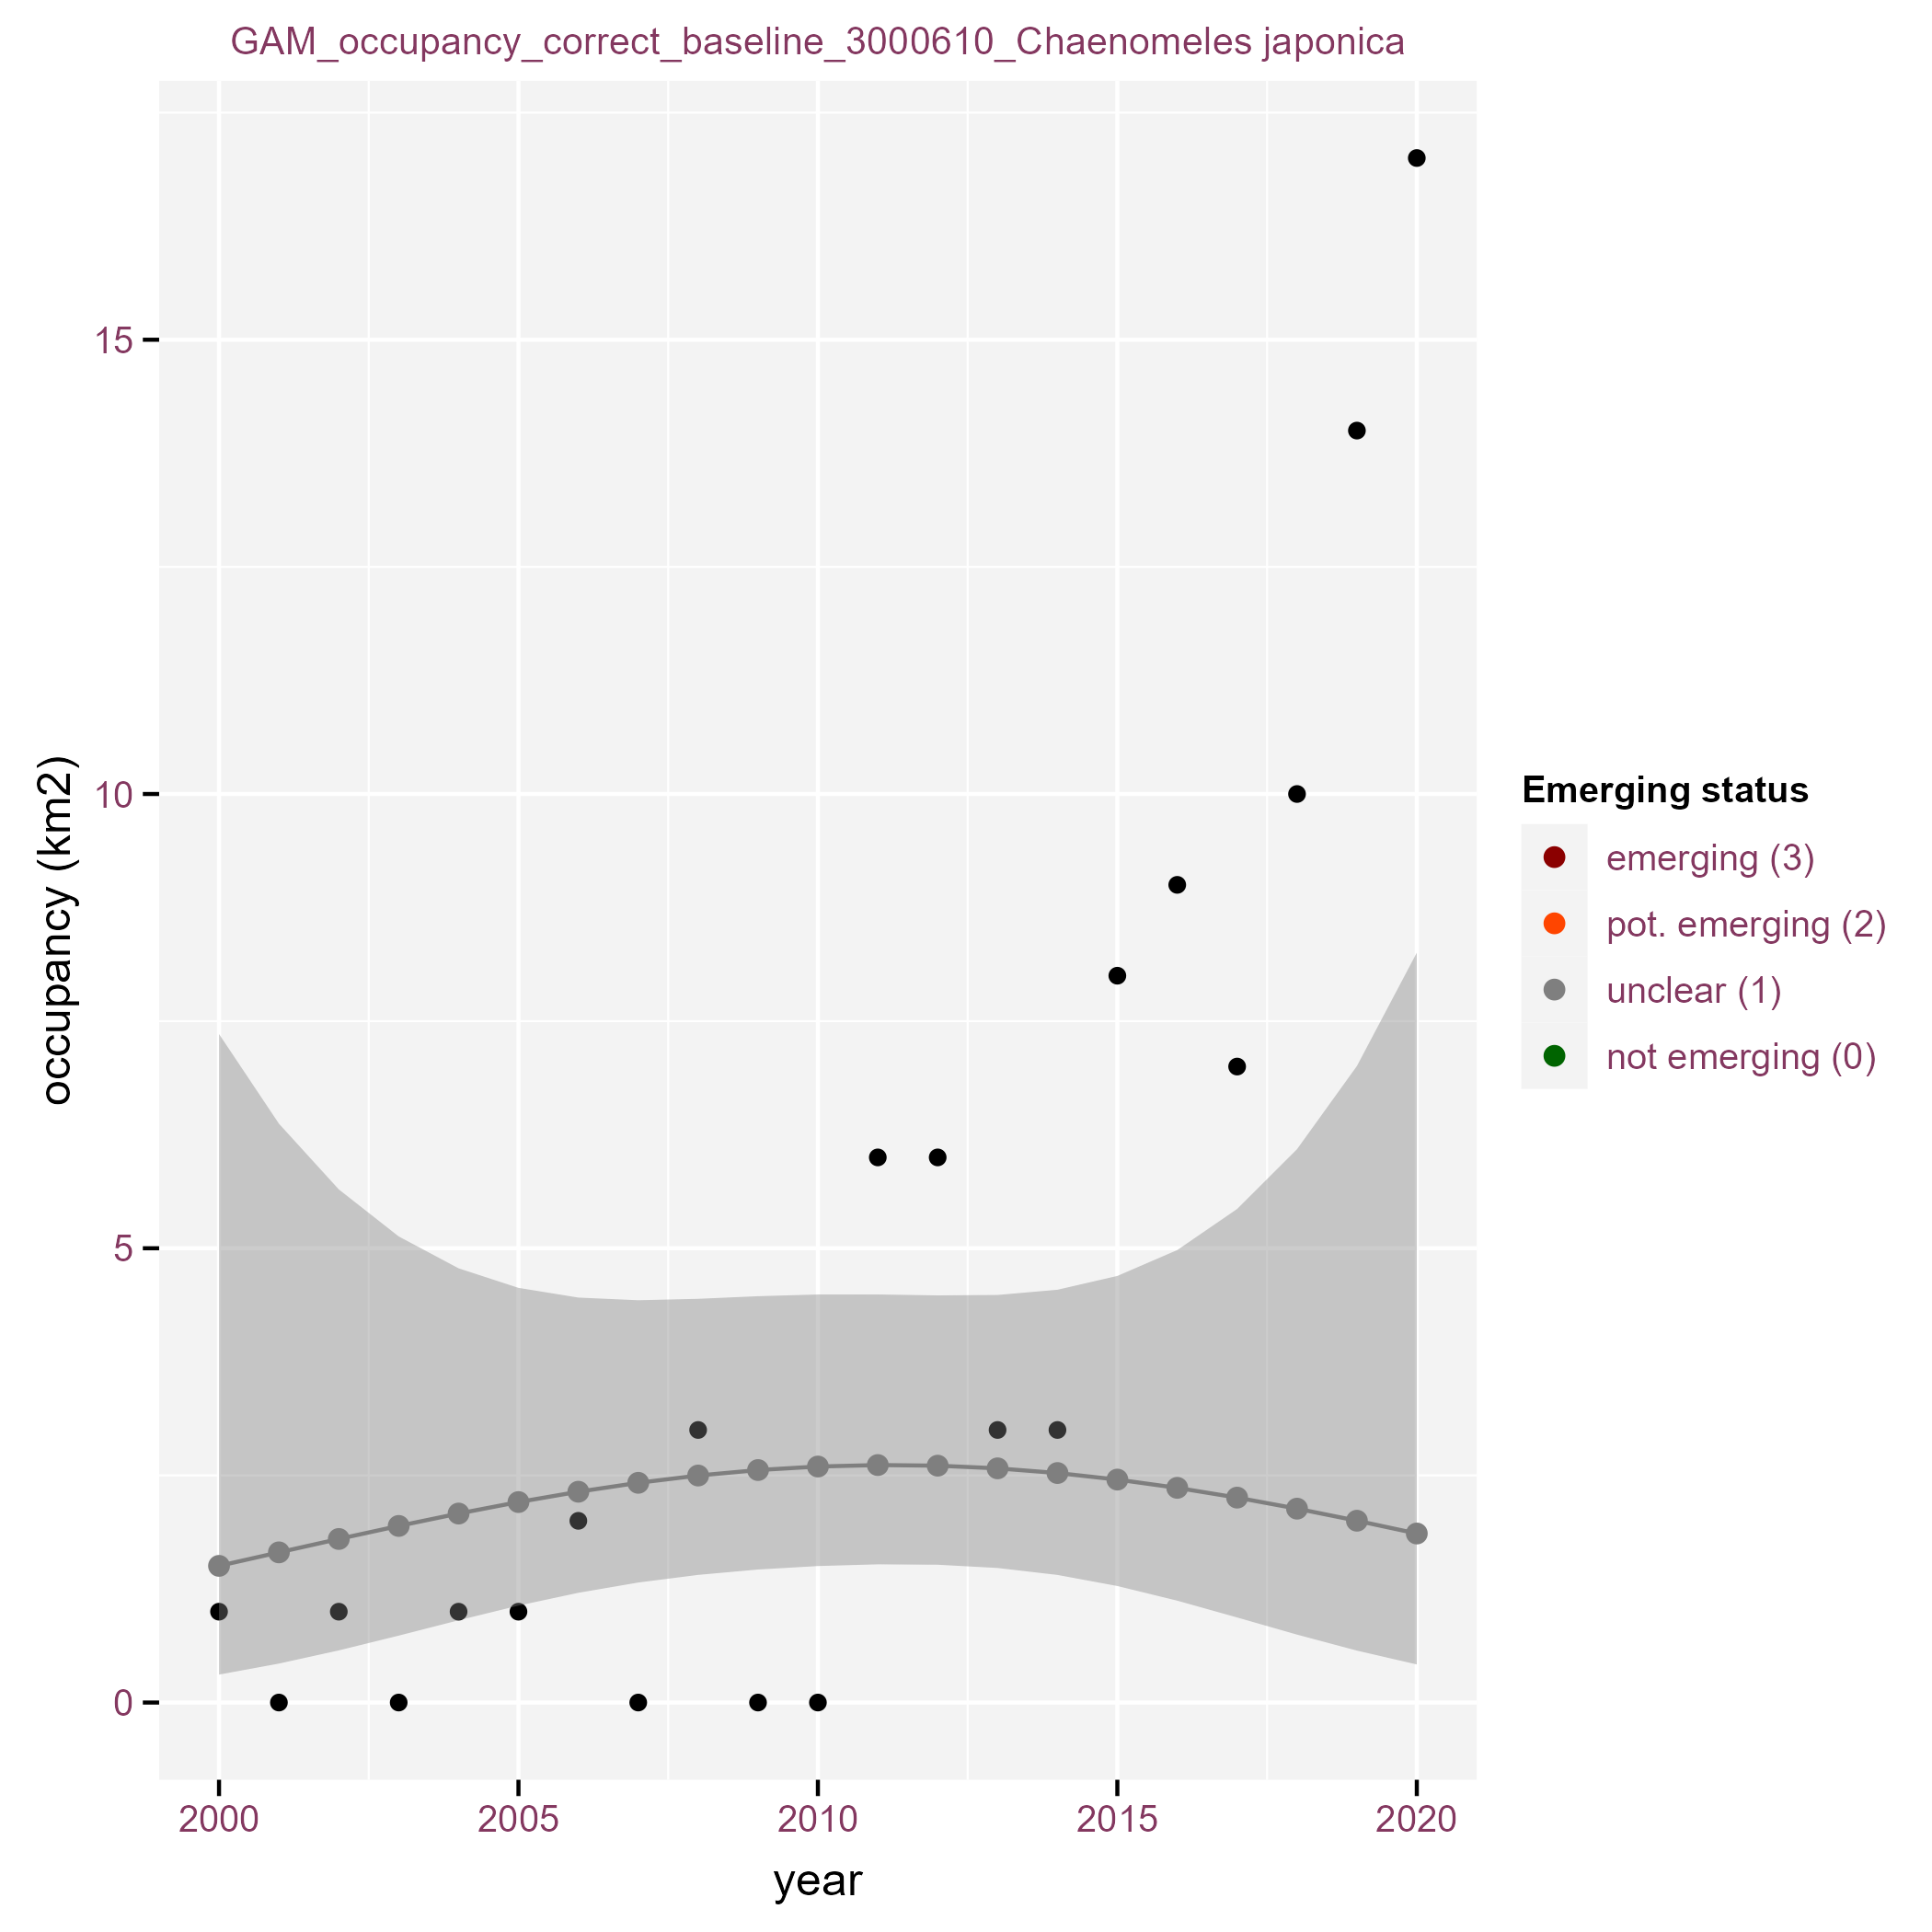 GAM_occupancy_correct_baseline_3000610_Chaenomeles japonica
occupancy (km2)
15
10
5
0
2000 2005 2010 2015 2020
year
Emerging status
emerging (3)
pot. emerging (2)
unclear (1)
not emerging (0)